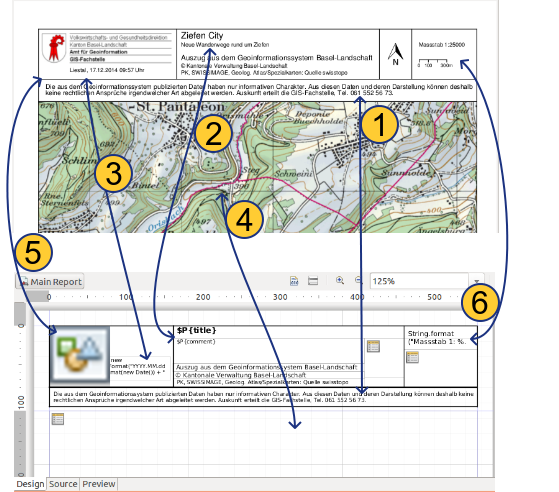 Volkswirtschafts- und Gesundheitsdirektion
Kanton Basel-Landschaft
Amt für Geoinformation
GIS-Fachstelle
Liestal, 17.12.2014 09:57 Uhr
Ziefen City
Neue Wanderwege rund um Ziefen
Auszug aus dem Geoinformationssystem Basel-Landschaft
© Kantonale Verwaltung Basel-Landschaft
PK, SWISSIMAGE, Geolog. Atlas/Spezialkarten: Quelle swisstopo
N
Massstab 1:25000
0 100 300m
Die aus dem Geoinformationssystem publizierten Daten haben nur informativen Charakter. Aus diesen Daten und deren Darstellung können deshalb
keine rechtlichen Ansprüche irgendwelcher Art abgeleitet werden. Auskunft erteilt die GIS-Fachstelle, Tel. 061 552 56 73.
St. Pantaleon
Deponie
Buechholde
Steg
396
Schweini
Bintel
497
400
1
2
3
4
5
6
Main Report
125%
0 100 200 300 400 500
0
100
$P{title}
$P{comment}
new
format("YYYY.MM.dd
mat(new Date()) + "
Auszug aus dem Geoinformationssystem Basel-Landschaft
© Kantonale Verwaltung Basel-Landschaft
PK, SWISSIMAGE, Geolog. Atlas/Spezialkarten: Quelle swisstopo
String.format
("Massstab 1: %.
Die aus dem Geoinformationssystem publizierten Daten haben nur informativen Charakter. Aus diesen Daten und deren Darstellung können deshalb keine
rechtlichen Ansprüche irgendwelcher Art abgeleitet werden. Auskunft erteilt die GIS-Fachstelle, Tel. 061 552 56 73.
Design Source Preview